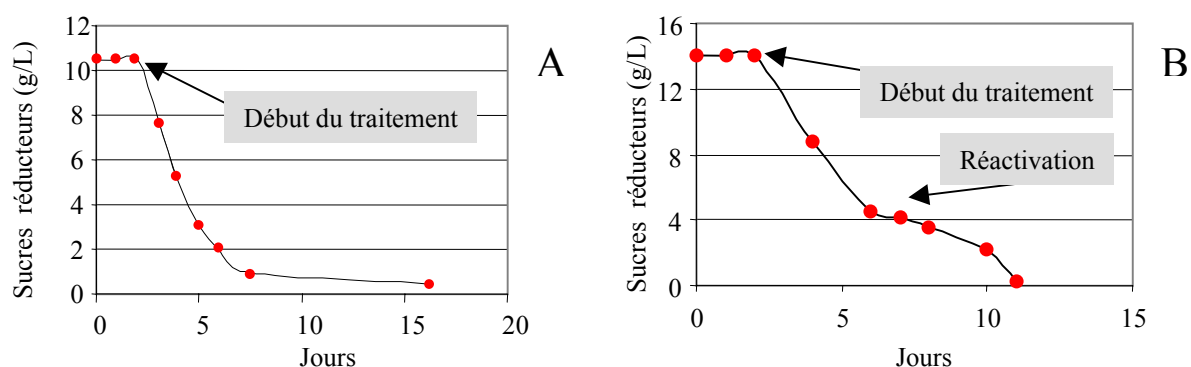 12
10
8
6
4
2
0
0 5 10 15 20
Sucres réducteurs (g/L)
Jours
Début du traitement
A
16
14
8
4
0
0 5 10 15
Sucres réducteurs (g/L)
Jours
Début du traitement
Réactivation
B